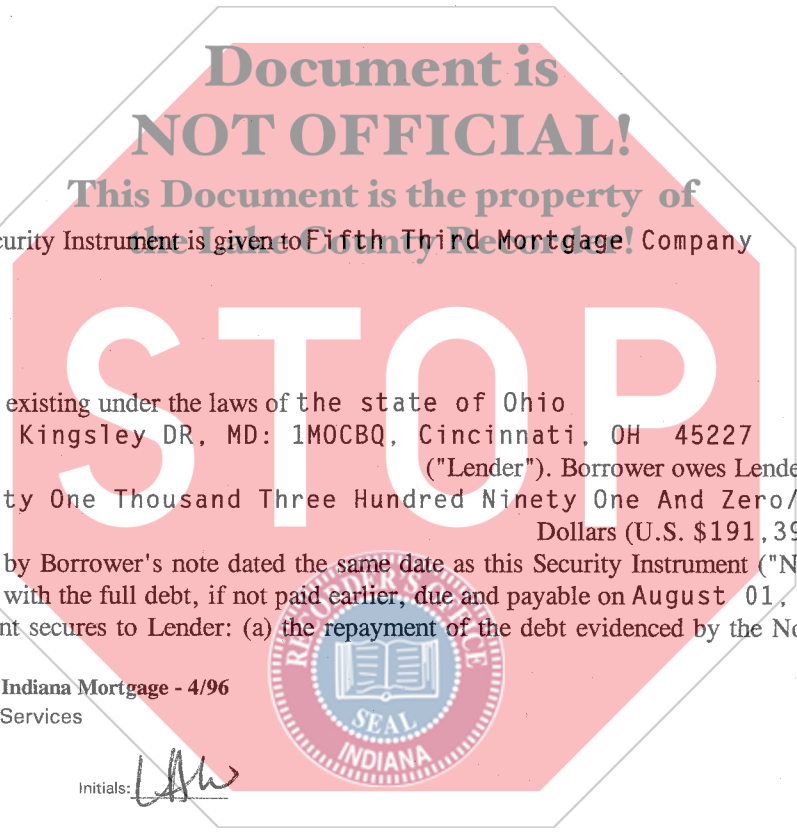 Document is
NOT OFFICIAL!
This Document is the property of
the Lake County Recorder!
curity Instrument is given to Fifth Third Mortgage Company
STOP
existing under the laws of the state of Ohio
Kingsley DR, MD: 1MOCBQ, Cincinnati, OH 45227
("Lender"). Borrower owes Lende
ty One Thousand Three Hundred Ninety One And Zero/
Dollars (U.S. $191,39
by Borrower's note dated the same date as this Security Instrument ("N
with the full debt, if not paid earlier, due and payable on August 01,
nt secures to Lender: (a) the repayment of the debt evidenced by the No
RECORDER'S OFFICE
SEAL
INDIANA
Indiana Mortgage - 4/96
Services
Initials: